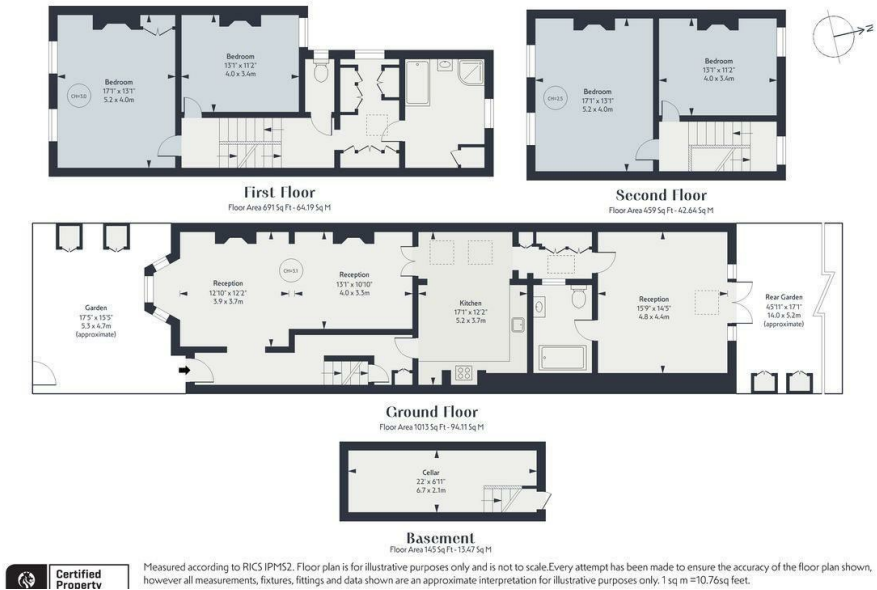 Bedroom
17'1" x 13'1"
5.2 x 4.0m
CH=3.0
Bedroom
13'1" x 11'2"
4.0 x 3.4m
First Floor
Floor Area 691 Sq Ft - 64.19 Sq M
Bedroom
17'1" x 13'1"
5.2 x 4.0m
CH=2.5
Bedroom
13'1" x 11'2"
4.0 x 3.4m
Second Floor
Floor Area 459 Sq Ft - 42.64 Sq M
N
Garden
17'5" x 15'5"
5.3 x 4.7m
(approximate)
Reception
12'10" x 12'2"
3.9 x 3.7m
CH=3.1
Reception
13'1" x 10'10"
4.0 x 3.3m
Kitchen
17'1" x 12'2"
5.2 x 3.7m
Reception
15'9" x 14'5"
4.8 x 4.4m
Rear Garden
45'11" x 17'1"
14.0 x 5.2m
(approximate)
Ground Floor
Floor Area 1013 Sq Ft - 94.11 Sq M
Cellar
22' x 6'11"
6.7 x 2.1m
Basement
Floor Area 145 Sq Ft - 13.47 Sq M
Certified
Property
Measured according to RICS IPMS2. Floor plan is for illustrative purposes only and is not to scale.Every attempt has been made to ensure the accuracy of the floor plan shown,
however all measurements, fixtures, fittings and data shown are an approximate interpretation for illustrative purposes only. 1 sq m =10.76sq feet.